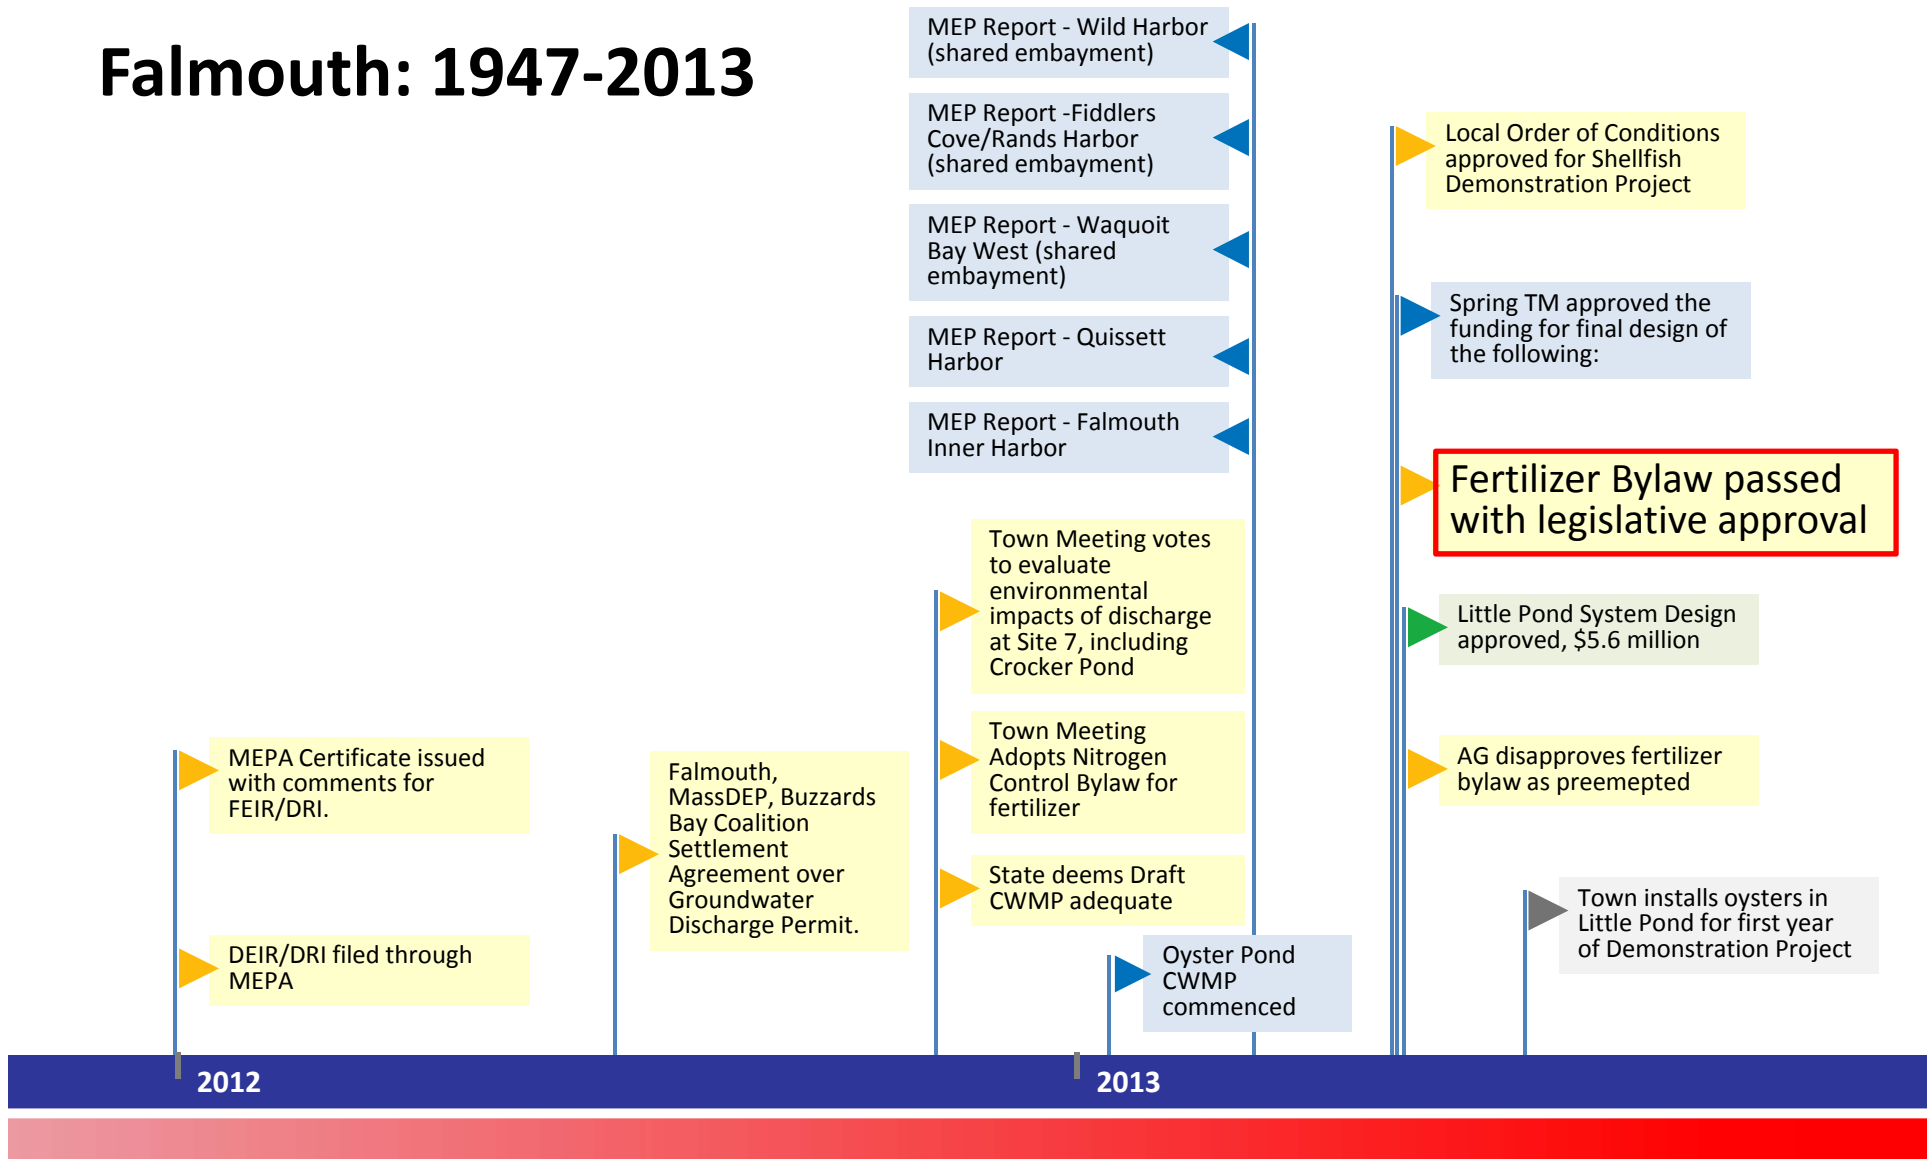 Falmouth: 1947-2013
MEP Report - Wild Harbor
(shared embayment)
MEP Report -Fiddlers
Cove/Rands Harbor
(shared embayment)
MEP Report - Waquoit
Bay West (shared
embayment)
MEP Report - Quissett
Harbor
MEP Report - Falmouth
Inner Harbor
Local Order of Conditions
approved for Shellfish
Demonstration Project
Spring TM approved the
funding for final design of
the following:
Fertilizer Bylaw passed
with legislative approval
Town Meeting votes
to evaluate
environmental
impacts of discharge
at Site 7, including
Crocker Pond
Little Pond System Design
approved, $5.6 million
MEPA Certificate issued
with comments for
FEIR/DRI.
Falmouth,
MassDEP, Buzzards
Bay Coalition
Settlement
Agreement over
Groundwater
Discharge Permit.
Town Meeting
Adopts Nitrogen
Control Bylaw for
fertilizer
AG disapproves fertilizer
bylaw as preemepted
State deems Draft
CWMP adequate
DEIR/DRI filed through
MEPA
Oyster Pond
CWMP
commenced
Town installs oysters in
Little Pond for first year
of Demonstration Project
2012
2013